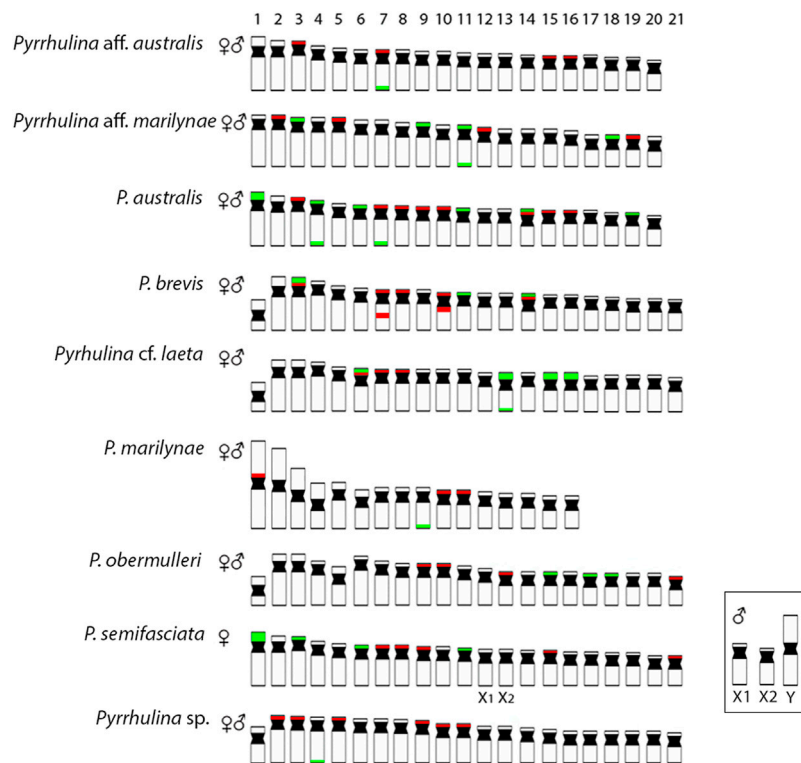 1 2 3 4 5 6 7 8 9 10 11 12 13 14 15 16 17 18 19 20 21
Pyrrhulina aff. australis ♀♂
Pyrrhulina aff. marilynae ♀♂
P. australis ♀♂
P. brevis ♀♂
Pyrhulina cf. laeta ♀♂
P. marilynae ♀♂
P. obermulleri ♀♂
P. semifasciata ♀
X1 X2
Pyrrhulina sp. ♀♂
♂
X1 X2 Y